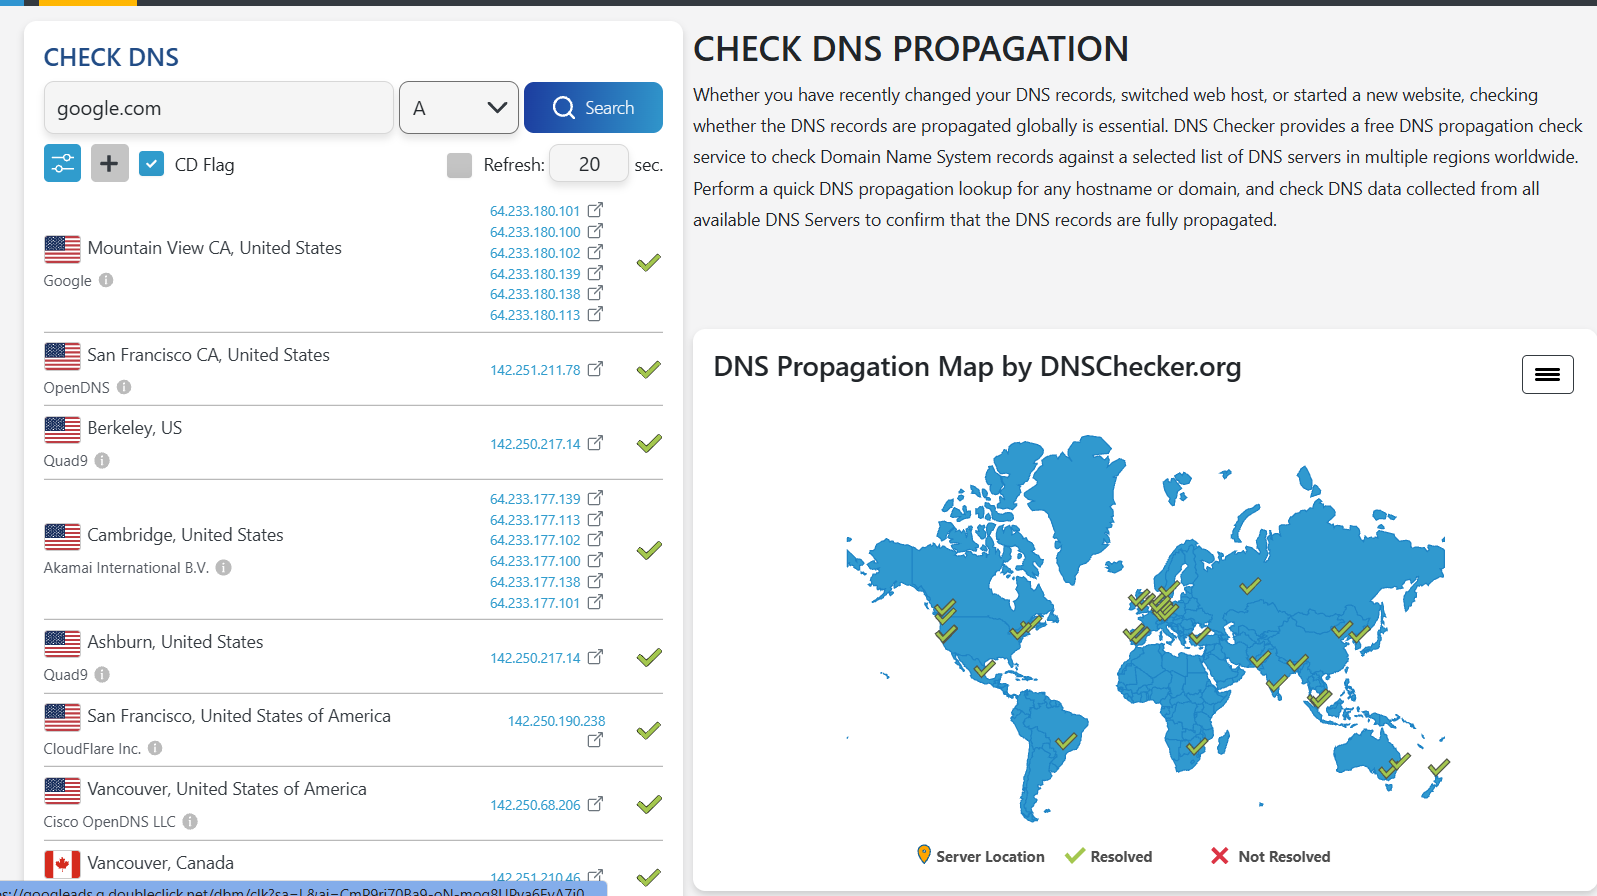 CHECK DNS
google.com
A
Search
CD Flag
Refresh:
20
sec.
Mountain View CA, United States
Google
64.233.180.101
64.233.180.100
64.233.180.102
64.233.180.139
64.233.180.138
64.233.180.113
San Francisco CA, United States
OpenDNS
142.251.211.78
Berkeley, US
Quad9
142.250.217.14
Cambridge, United States
Akamai International B.V.
64.233.177.139
64.233.177.113
64.233.177.102
64.233.177.100
64.233.177.138
64.233.177.101
Ashburn, United States
Quad9
142.250.217.14
San Francisco, United States of America
CloudFlare Inc.
142.250.190.238
Vancouver, United States of America
Cisco OpenDNS LLC
142.250.68.206
Vancouver, Canada
142.251.210.46
CHECK DNS PROPAGATION
Whether you have recently changed your DNS records, switched web host, or started a new website, checking
whether the DNS records are propagated globally is essential. DNS Checker provides a free DNS propagation check
service to check Domain Name System records against a selected list of DNS servers in multiple regions worldwide.
Perform a quick DNS propagation lookup for any hostname or domain, and check DNS data collected from all
available DNS Servers to confirm that the DNS records are fully propagated.
DNS Propagation Map by DNSChecker.org
Server Location
Resolved
Not Resolved